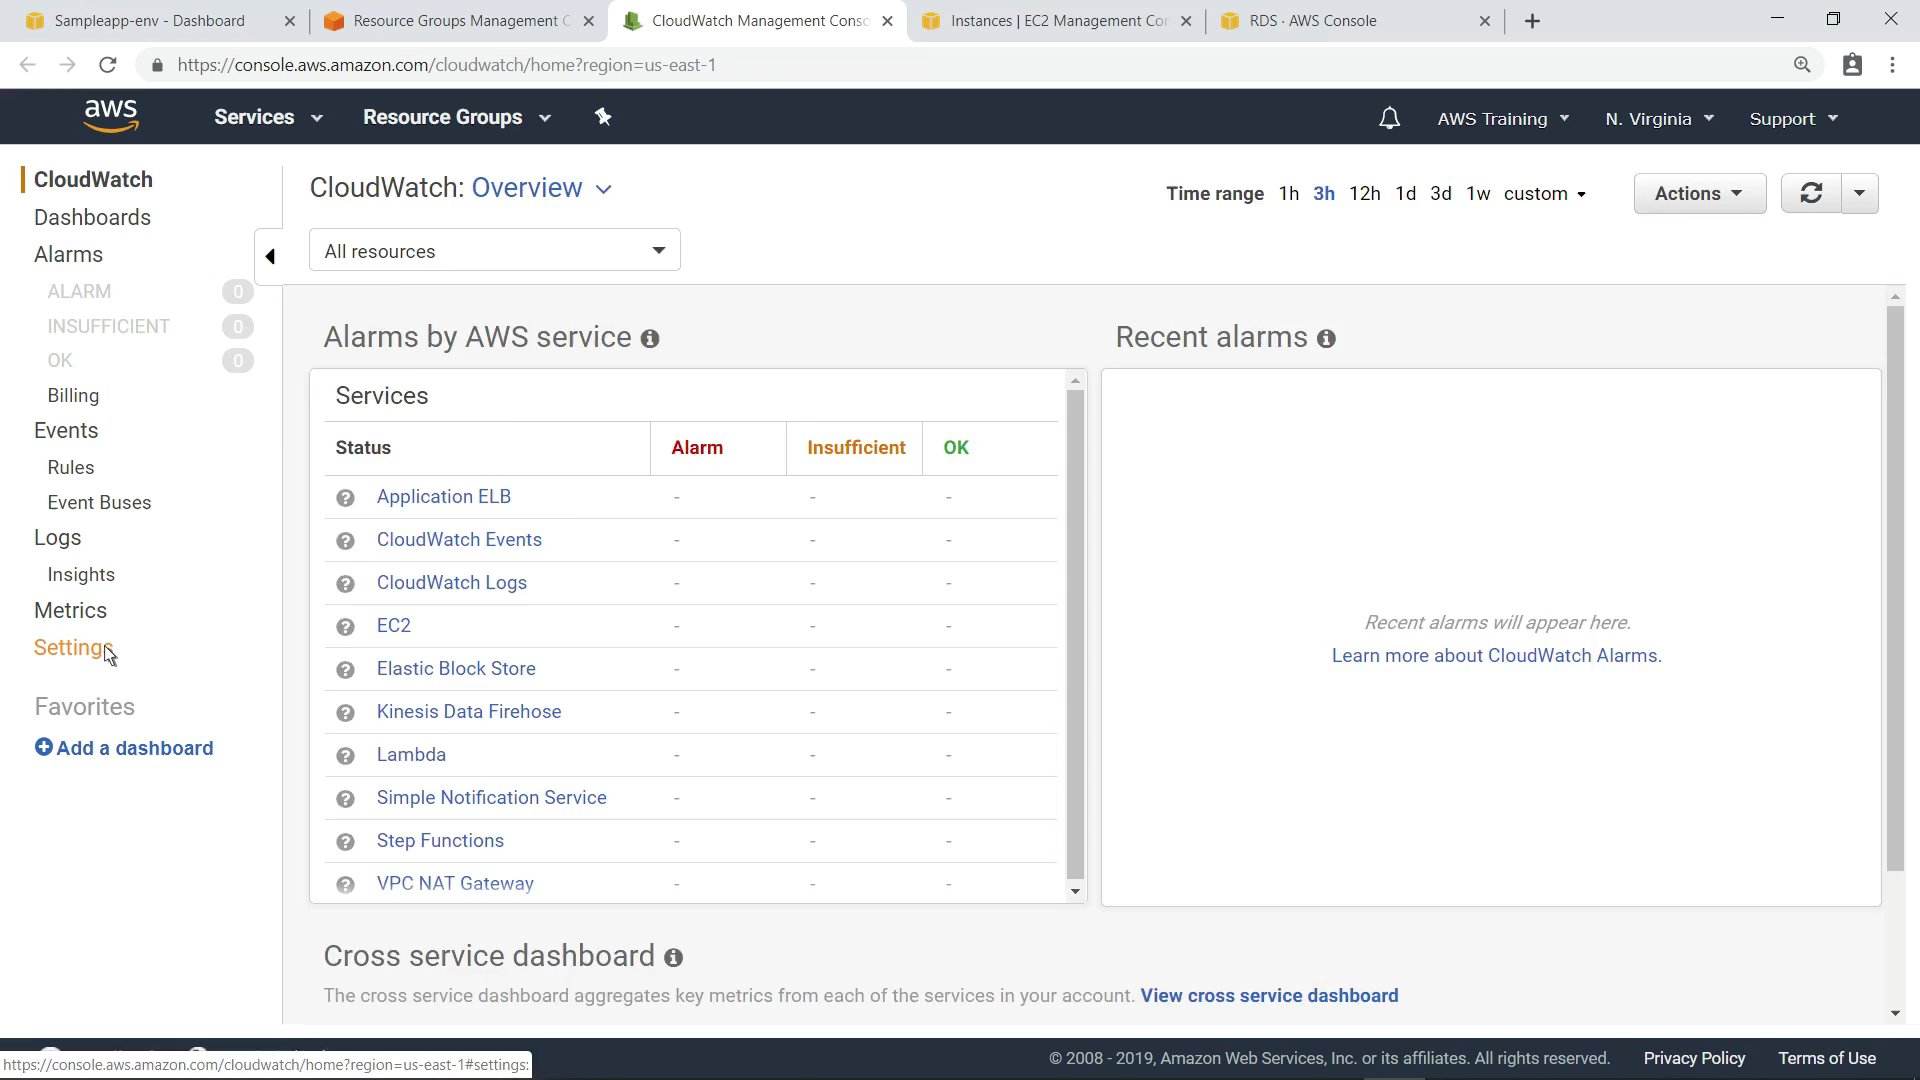 Sampleapp-env - Dashboard
Resource Groups Management C
CloudWatch Management Conso
Instances | EC2 Management Con
RDS · AWS Console
https://console.aws.amazon.com/cloudwatch/home?region=us-east-1
aws
Services
Resource Groups
AWS Training
N. Virginia
Support
CloudWatch
Dashboards
Alarms
ALARM 0
INSUFFICIENT 0
OK 0
Billing
Events
Rules
Event Buses
Logs
Insights
Metrics
Settings
Favorites
Add a dashboard
CloudWatch: Overview
Time range 1h 3h 12h 1d 3d 1w custom
Actions
All resources
Alarms by AWS service
Services
Status Alarm Insufficient OK
Application ELB - - -
CloudWatch Events - - -
CloudWatch Logs - - -
EC2 - - -
Elastic Block Store - - -
Kinesis Data Firehose - - -
Lambda - - -
Simple Notification Service - - -
Step Functions - - -
VPC NAT Gateway - - -
Recent alarms
Recent alarms will appear here.
Learn more about CloudWatch Alarms.
Cross service dashboard
The cross service dashboard aggregates key metrics from each of the services in your account. View cross service dashboard
https://console.aws.amazon.com/cloudwatch/home?region=us-east-1#settings:
© 2008 - 2019, Amazon Web Services, Inc. or its affiliates. All rights reserved.
Privacy Policy
Terms of Use